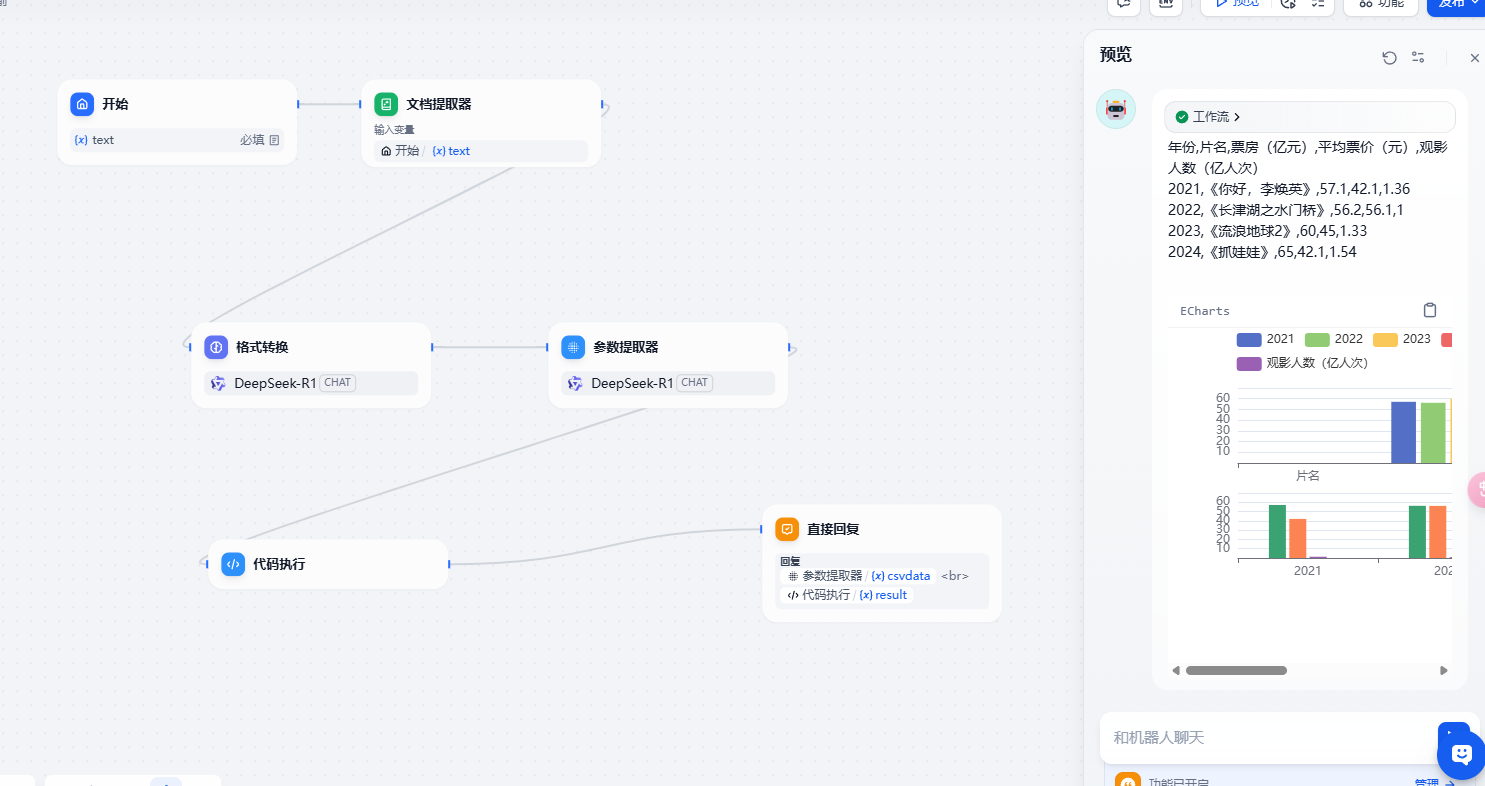 ENV
预览
功能
发布
预览
开始
{x} text
必填
文档提取器
输入变量
开始 / {x} text
格式转换
DeepSeek-R1 CHAT
参数提取器
DeepSeek-R1 CHAT
代码执行
直接回复
回复
参数提取器 / {x} csvdata <br>
代码执行 / {x} result
工作流
年份,片名,票房（亿元）,平均票价（元）,观影
人数（亿人次）
2021,《你好，李焕英》,57.1,42.1,1.36
2022,《长津湖之水门桥》,56.2,56.1,1
2023,《流浪地球2》,60,45,1.33
2024,《抓娃娃》,65,42.1,1.54
ECharts
2021 2022 2023
观影人数（亿人次）
60
50
40
30
20
10
片名
60
50
40
30
20
10
2021 202
和机器人聊天
功能已开启
管理